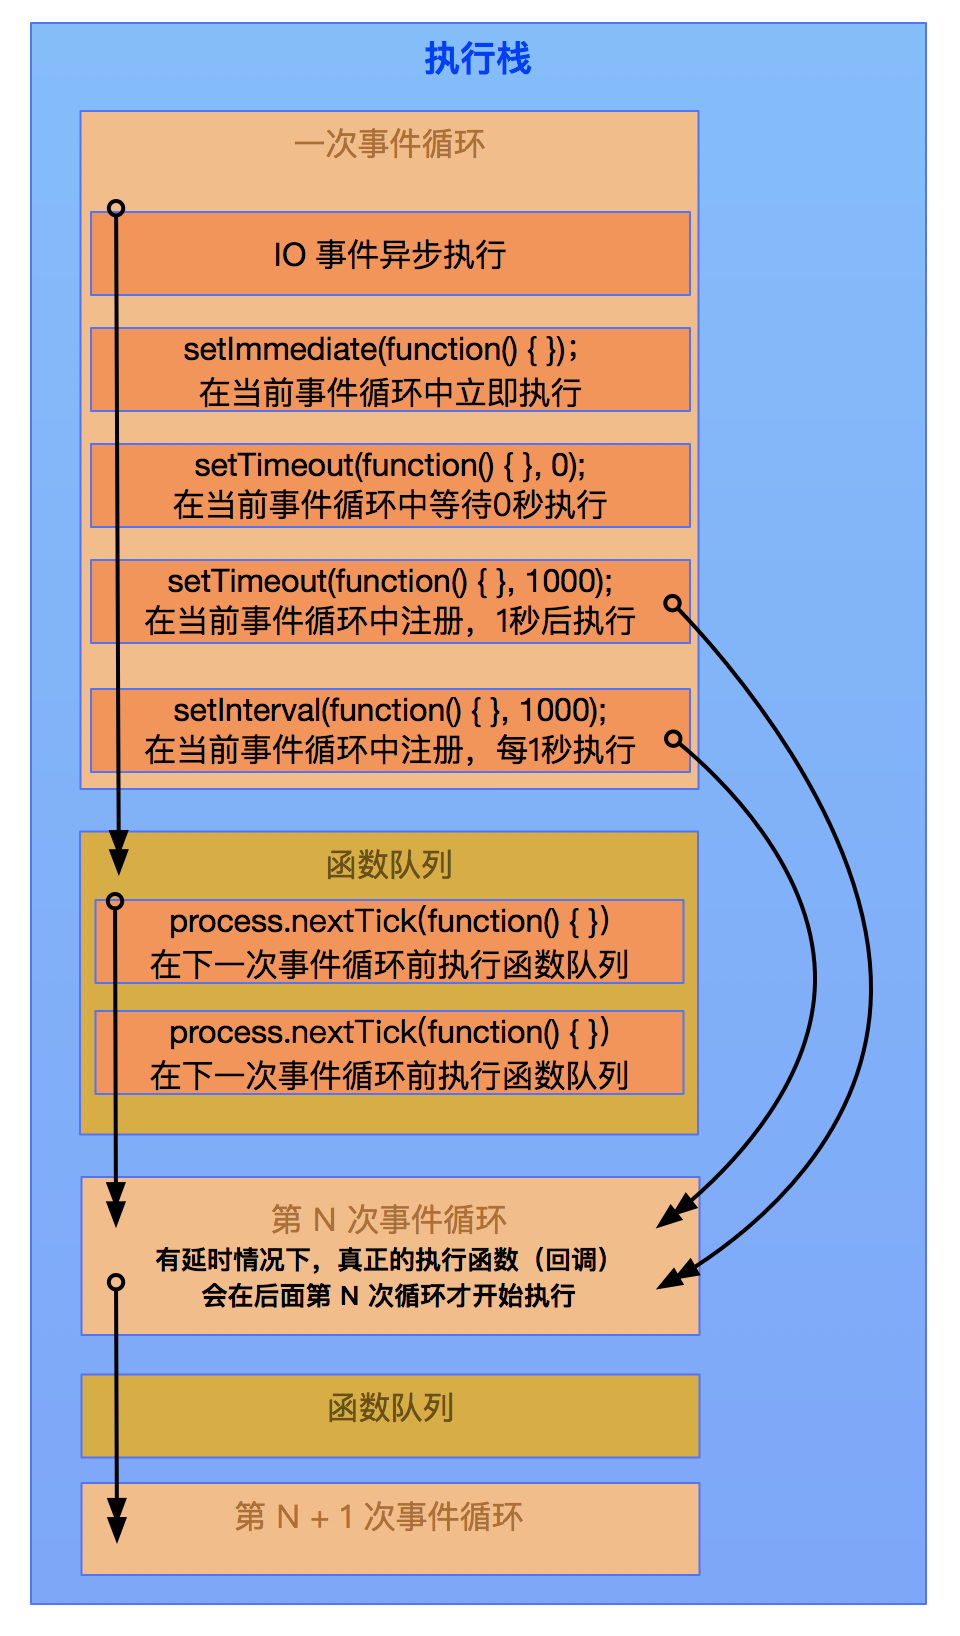 执行栈
一次事件循环
IO 事件异步执行
setImmediate(function() { });
在当前事件循环中立即执行
setTimeout(function() { }, 0);
在当前事件循环中等待0秒执行
setTimeout(function() { }, 1000);
在当前事件循环中注册，1秒后执行
setInterval(function() { }, 1000);
在当前事件循环中注册，每1秒执行
函数队列
process.nextTick(function() { })
在下一次事件循环前执行函数队列
process.nextTick(function() { })
在下一次事件循环前执行函数队列
第 N 次事件循环
有延时情况下，真正的执行函数（回调）
会在后面第 N 次循环才开始执行
函数队列
第 N + 1 次事件循环